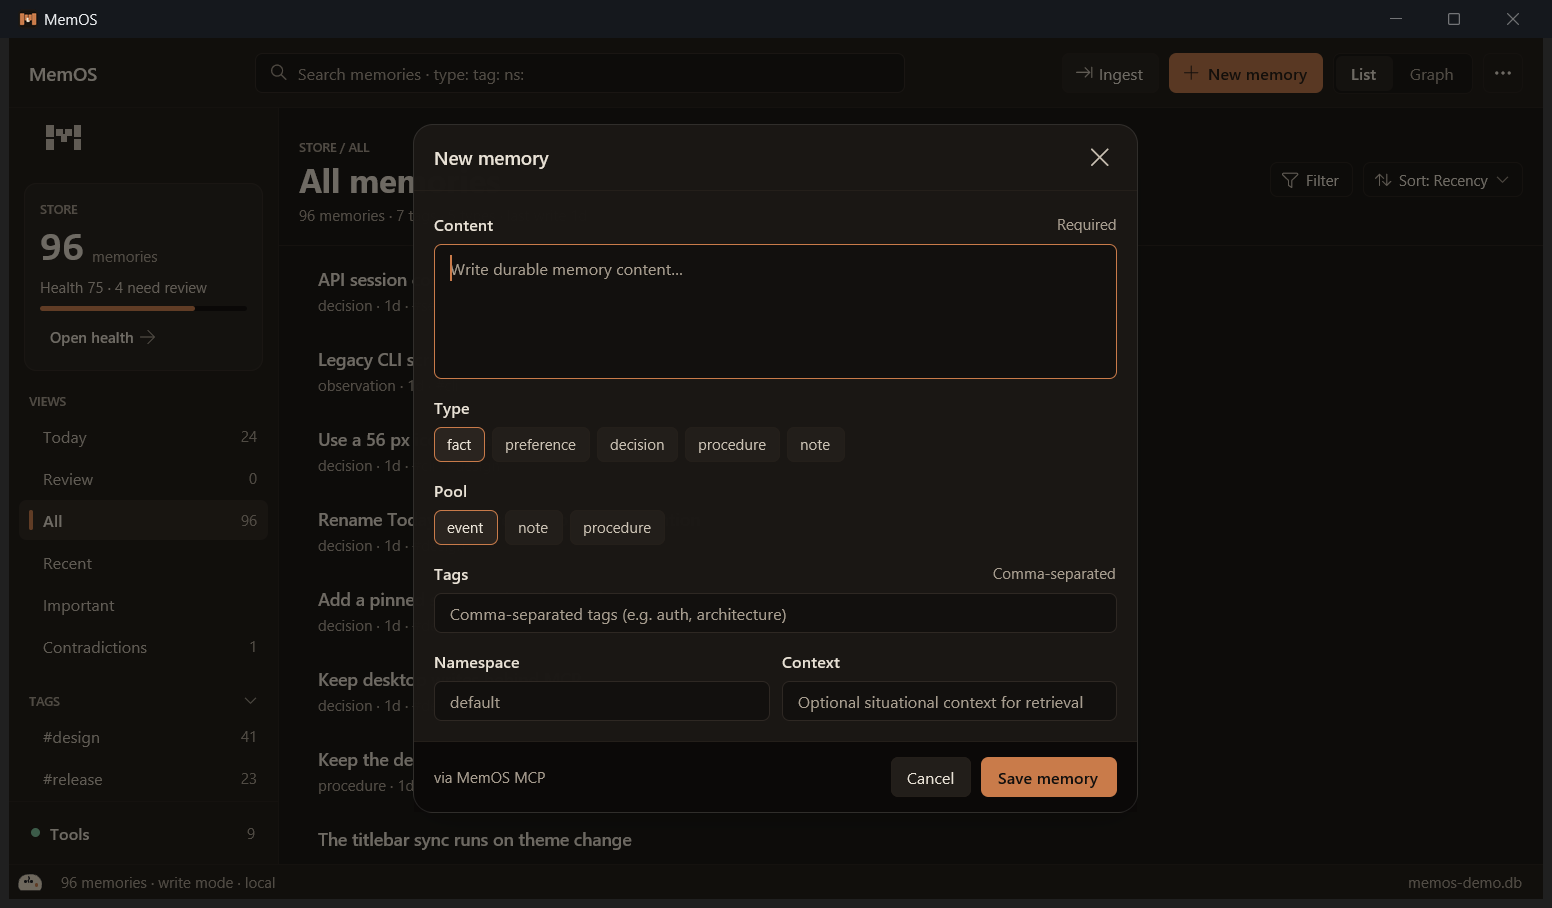 MemOS
MemOS
Search memories · type: tag: ns:
Ingest
New memory
List
Graph
STORE
96 memories
Health 75 · 4 need review
Open health
VIEWS
Today 24
Review 0
All 96
Recent
Important
Contradictions 1
TAGS
#design 41
#release 23
Tools 9
STORE / ALL
All mem
96 memories · 7 t
Filter
Sort: Recency
API session
decision · 1d ·
Legacy CLI s
observation · 1
Use a 56 px
decision · 1d ·
Rename Tod
decision · 1d ·
Add a pinne
decision · 1d ·
Keep deskto
decision · 1d ·
Keep the de
procedure · 1d
The titlebar sync runs on theme change
New memory
Content Required
Write durable memory content...
Type
fact preference decision procedure note
Pool
event note procedure
Tags Comma-separated
Comma-separated tags (e.g. auth, architecture)
Namespace Context
default Optional situational context for retrieval
via MemOS MCP
Cancel
Save memory
96 memories · write mode · local
memos-demo.db